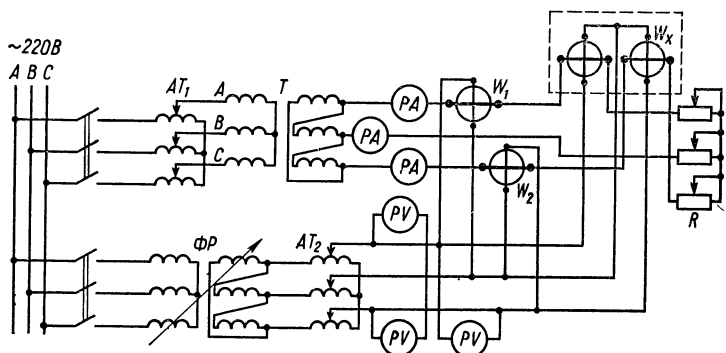 ~220В
A B C
AT₁
A
T
B
C
PA
PA
PA
W₁
W₂
Wₓ
R
ФР
AT₂
PV
PV
PV